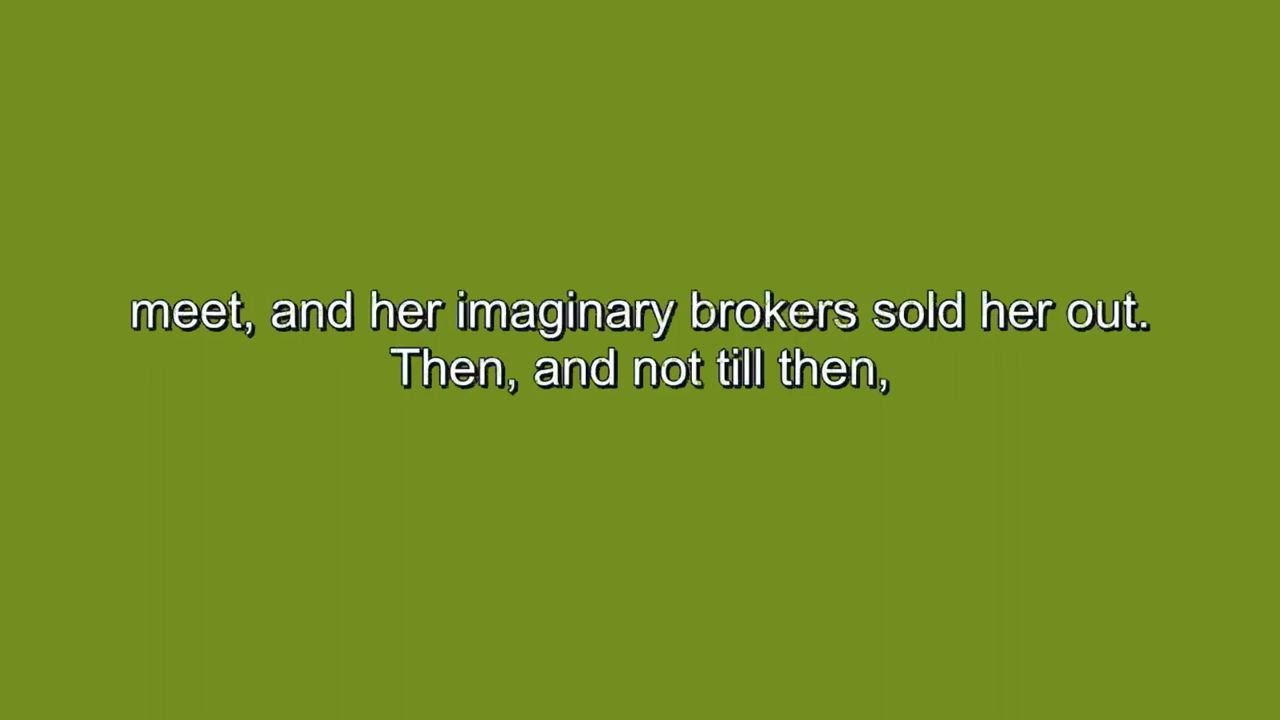 meet, and her imaginary brokers sold her out.
Then, and not till then,